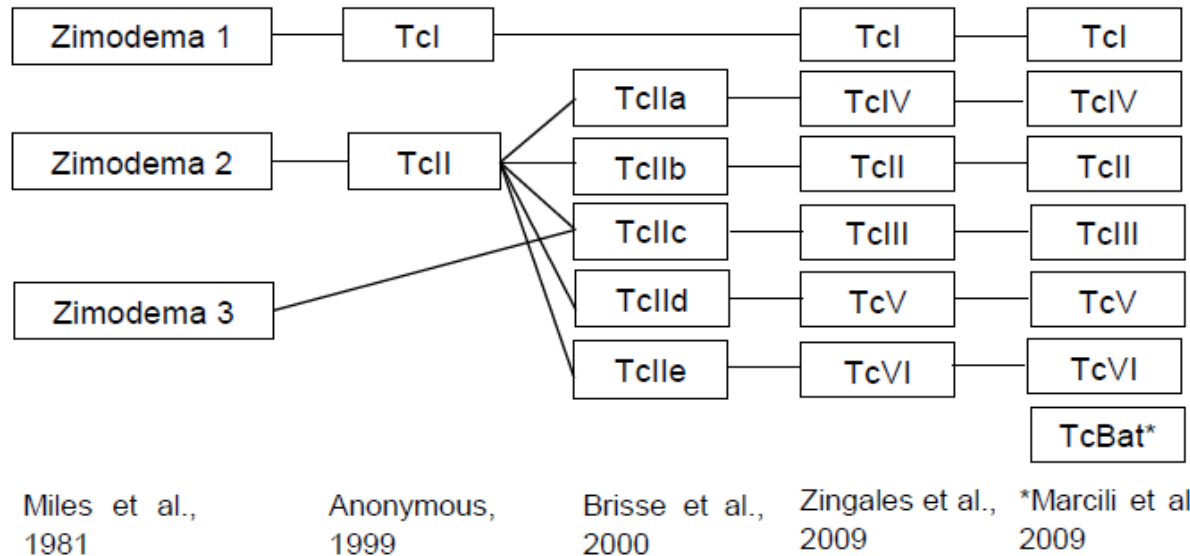 Zimodema 1 TcI TcI TcI
TcIIa TcIV TcIV
Zimodema 2 TcII TcIIb TcII TcII
TcIIc TcIII TcIII
Zimodema 3 TcIId TcV TcV
TcIIe TcVI TcVI
TcBat*
Miles et al., Anonymous, Brisse et al., Zingales et al., *Marcili et al
1981 1999 2000 2009 2009